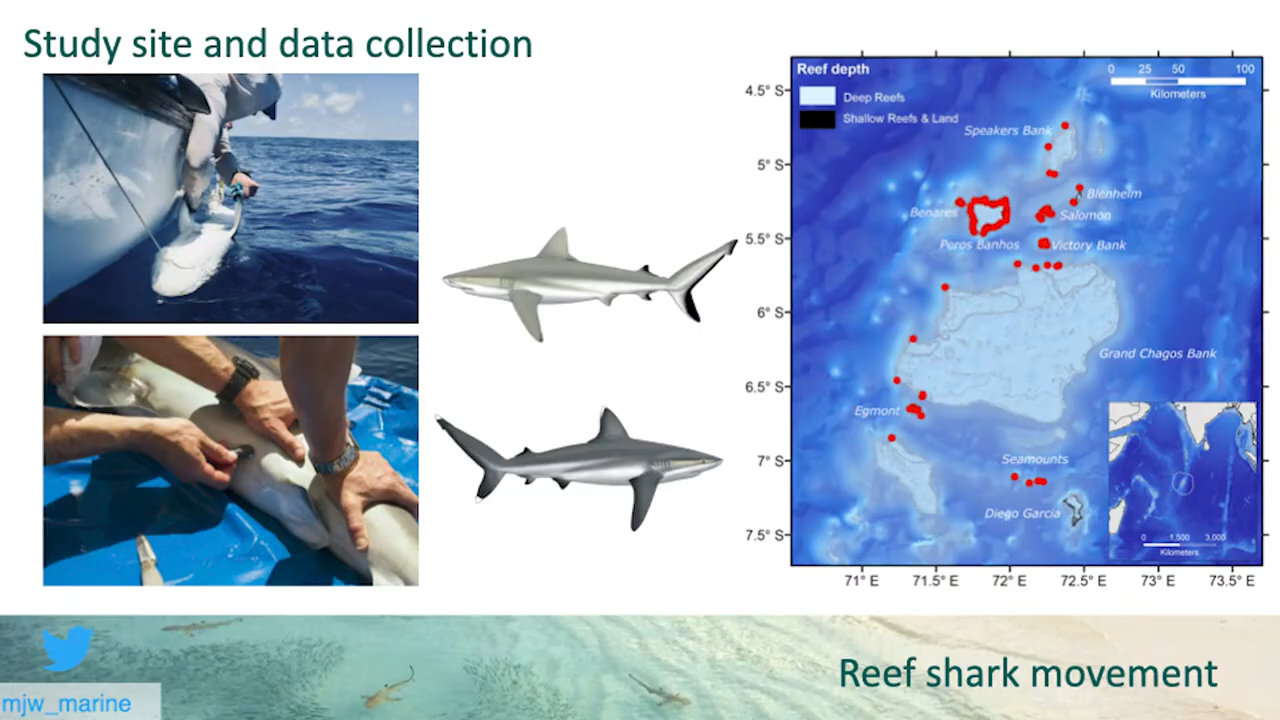 Study site and data collection
Reef depth
Deep Reefs
Shallow Reefs & Land
0 25 50 100
Kilometers
4.5° S
5° S
5.5° S
6° S
6.5° S
7° S
7.5° S
Speakers Bank
Blenheim
Benares
Salomon
Peros Banhos
Victory Bank
Grand Chagos Bank
Egmont
Seamounts
Diego Garcia
0 1,500 3,000
Kilometers
71° E 71.5° E 72° E 72.5° E 73° E 73.5° E
Reef shark movement
mjw_marine